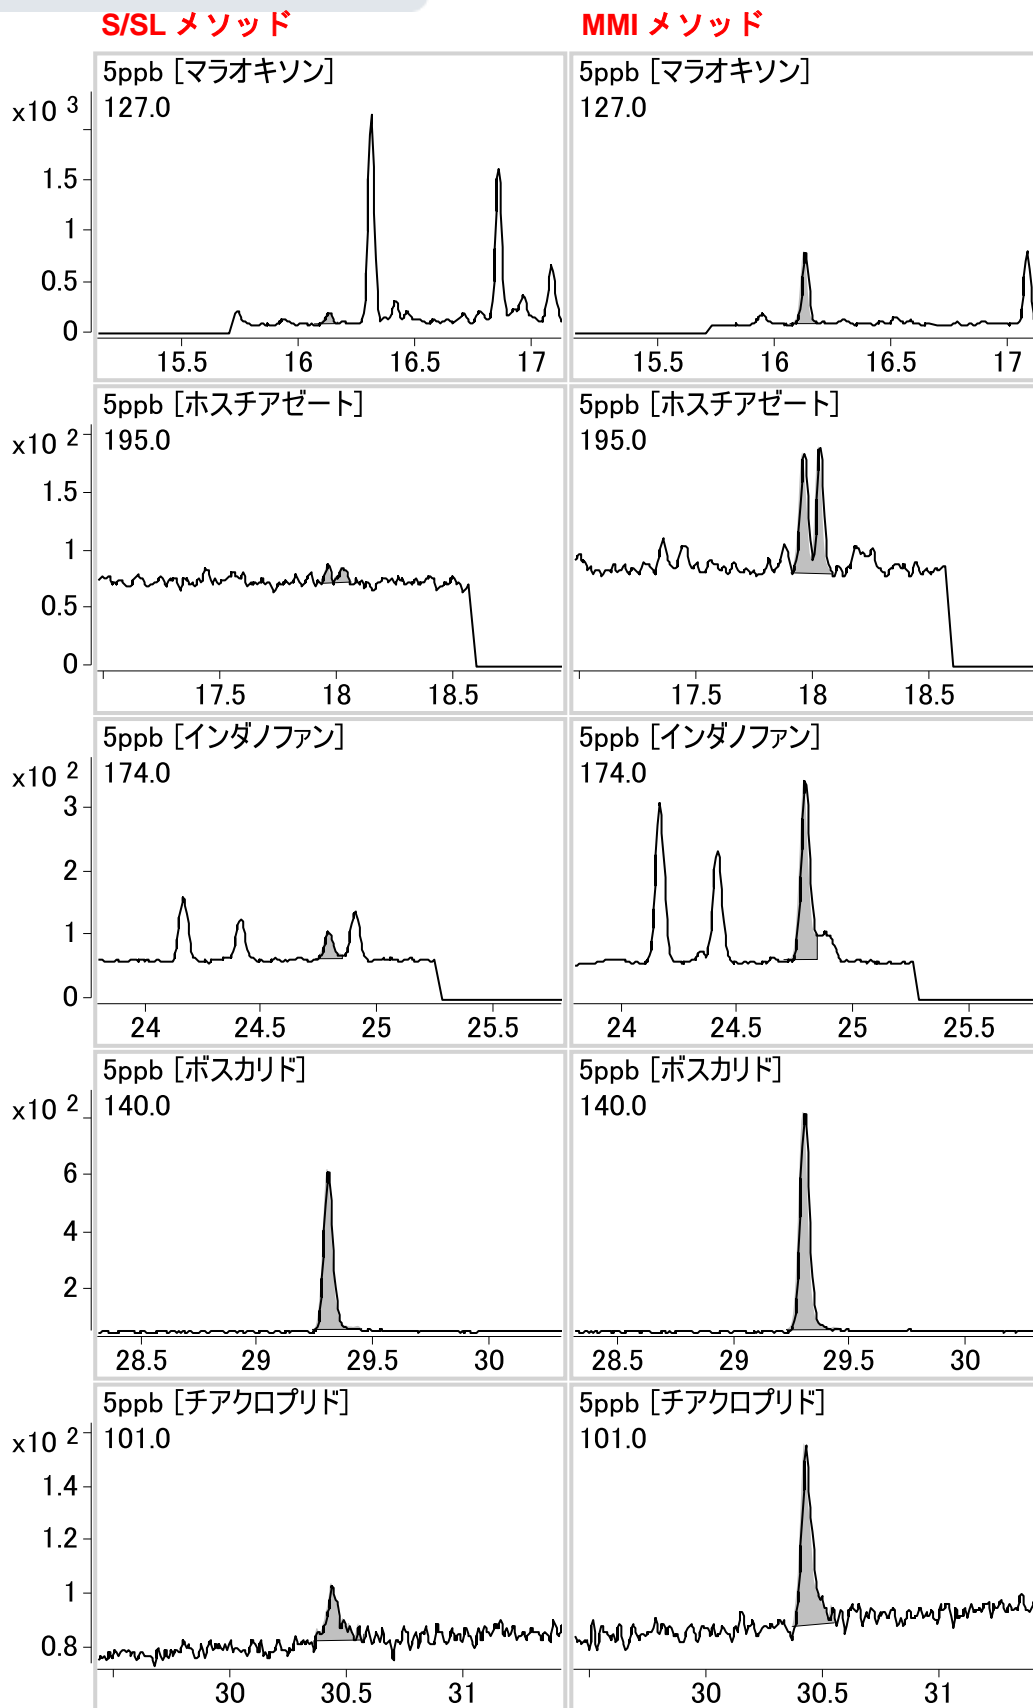 S/SL メソッド MMI メソッド
5ppb [マラオキソン] 5ppb [マラオキソン]
x10 3 127.0 127.0
1.5
1
0.5
0
15.5 16 16.5 17 15.5 16 16.5 17
5ppb [ホスチアゼート] 5ppb [ホスチアゼート]
x10 2 195.0 195.0
1.5
1
0.5
0
17.5 18 18.5 17.5 18 18.5
5ppb [インダノファン] 5ppb [インダノファン]
x10 2 174.0 174.0
3
2
1
0
24 24.5 25 25.5 24 24.5 25 25.5
5ppb [ボスカリド] 5ppb [ボスカリド]
x10 2 140.0 140.0
6
4
2
28.5 29 29.5 30 28.5 29 29.5 30
5ppb [チアクロプリド] 5ppb [チアクロプリド]
x10 2 101.0 101.0
1.4
1.2
1
0.8
30 30.5 31 30 30.5 31